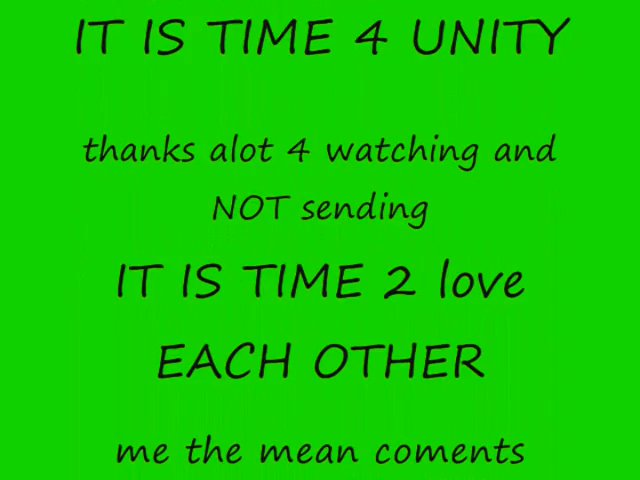 IT IS TIME 4 UNITY
thanks alot 4 watching and
NOT sending
IT IS TIME 2 love
EACH OTHER
me the mean coments